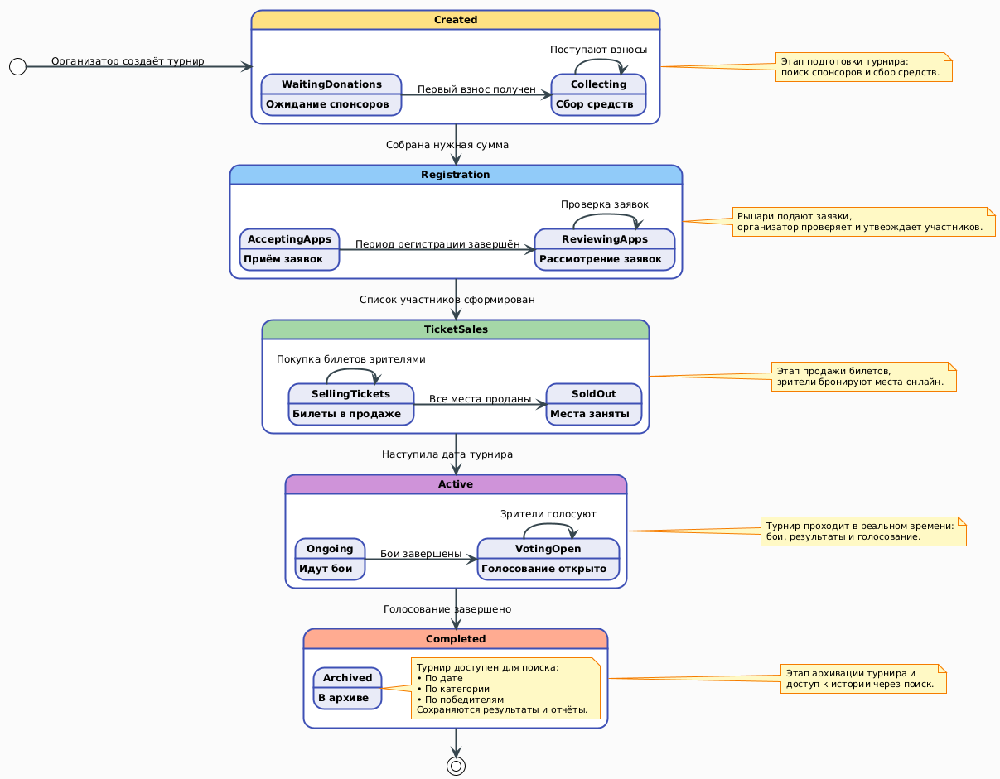 Created
Организатор создаёт турнир
Поступают взносы
WaitingDonations
Ожидание спонсоров
Первый взнос получен
Collecting
Сбор средств
Этап подготовки турнира:
поиск спонсоров и сбор средств.
Собрана нужная сумма
Registration
Проверка заявок
AcceptingApps
Приём заявок
Период регистрации завершён
ReviewingApps
Рассмотрение заявок
Рыцари подают заявки,
организатор проверяет и утверждает участников.
Список участников сформирован
TicketSales
Покупка билетов зрителями
SellingTickets
Билеты в продаже
Все места проданы
SoldOut
Места заняты
Этап продажи билетов,
зрители бронируют места онлайн.
Наступила дата турнира
Active
Зрители голосуют
Ongoing
Идут бои
Бои завершены
VotingOpen
Голосование открыто
Турнир проходит в реальном времени:
бои, результаты и голосование.
Голосование завершено
Completed
Archived
В архиве
Турнир доступен для поиска:
• По дате
• По категории
• По победителям
Сохраняются результаты и отчёты.
Этап архивации турнира и
доступ к истории через поиск.